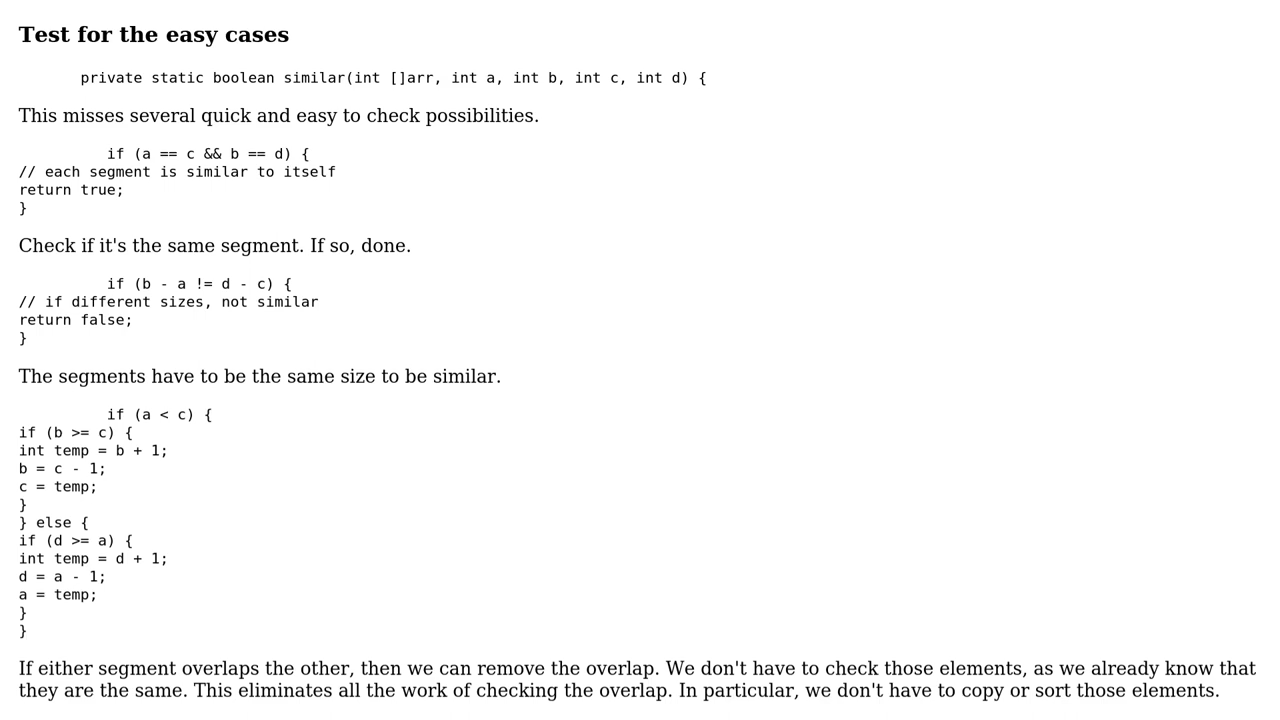 Test for the easy cases
private static boolean similar(int []arr, int a, int b, int c, int d) {
This misses several quick and easy to check possibilities.
if (a == c && b == d) {
// each segment is similar to itself
return true;
}
Check if it's the same segment. If so, done.
if (b - a != d - c) {
// if different sizes, not similar
return false;
}
The segments have to be the same size to be similar.
if (a < c) {
if (b >= c) {
int temp = b + 1;
b = c - 1;
c = temp;
}
} else {
if (d >= a) {
int temp = d + 1;
d = a - 1;
a = temp;
}
}
If either segment overlaps the other, then we can remove the overlap. We don't have to check those elements, as we already know that
they are the same. This eliminates all the work of checking the overlap. In particular, we don't have to copy or sort those elements.